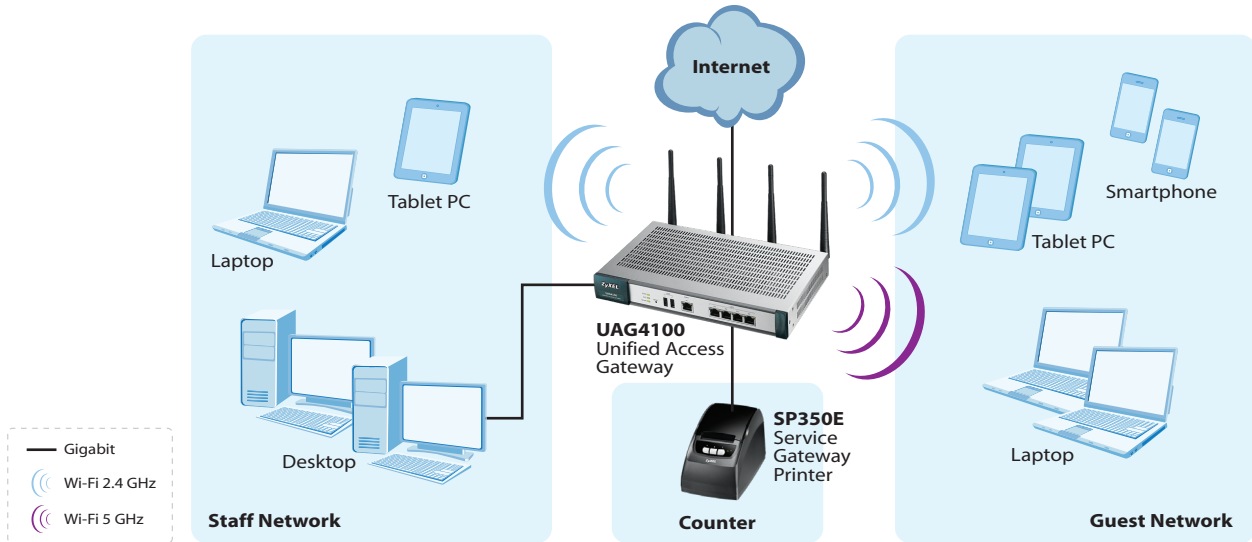 Internet
Tablet PC
Laptop
Desktop
Staff Network
ZyXEL
UAG4100
Unified Access
Gateway
SP350E
Service
Gateway
Printer
Counter
Smartphone
Tablet PC
Laptop
Guest Network
Gigabit
Wi-Fi 2.4 GHz
Wi-Fi 5 GHz